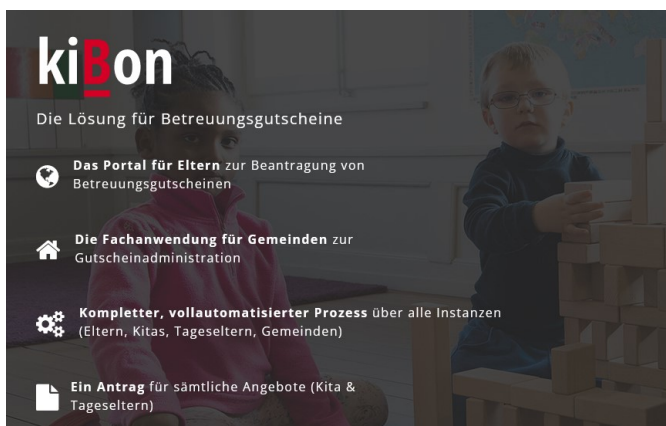 kiBon
Die Lösung für Betreuungsgutscheine
Das Portal für Eltern zur Beantragung von
Betreuungsgutscheinen
Die Fachanwendung für Gemeinden zur
Gutscheinadministration
Kompletter, vollautomatisierter Prozess über alle Instanzen
(Eltern, Kitas, Tageseltern, Gemeinden)
Ein Antrag für sämtliche Angebote (Kita &
Tageseltern)